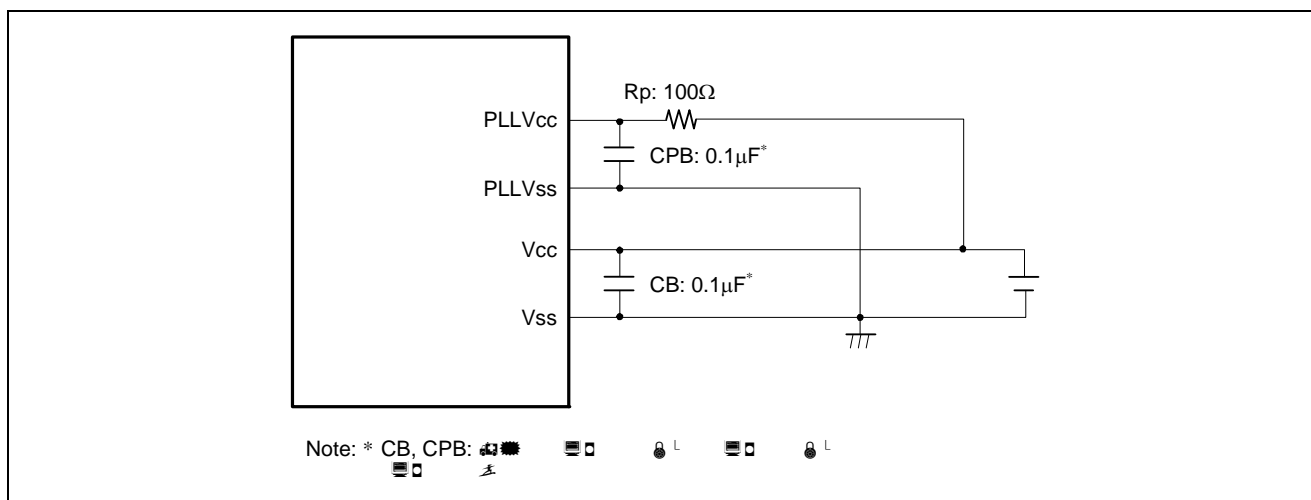 Rp: 100Ω
PLLVcc
CPB: 0.1μF*
PLLVss
Vcc
CB: 0.1μF*
Vss
Note: * CB, CPB: